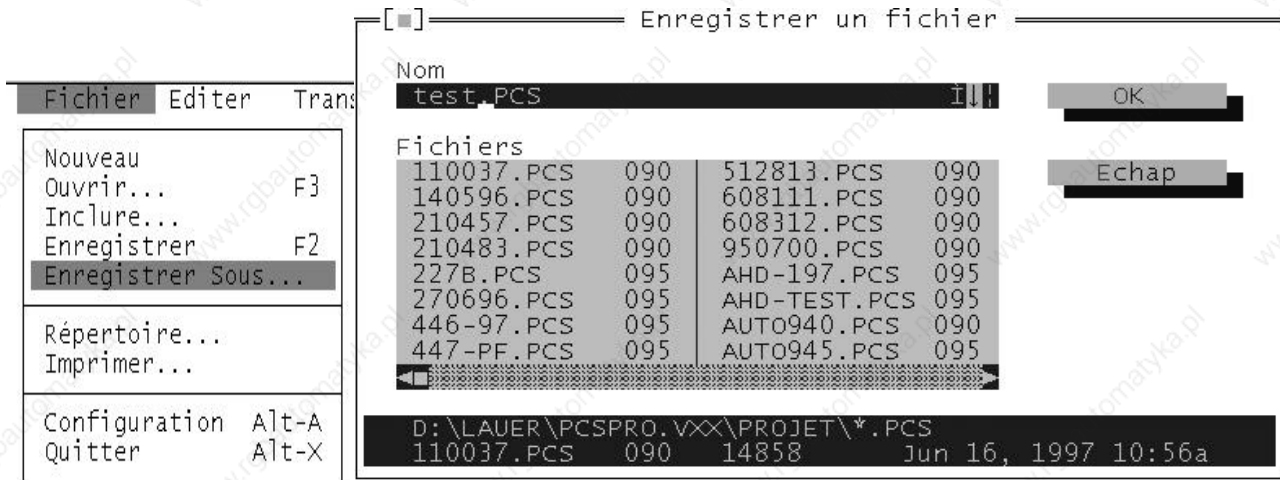 Fichier Editer Trans
Nouveau
Ouvrir... F3
Inclure...
Enregistrer F2
Enregistrer Sous...
Répertoire...
Imprimer...
Configuration Alt-A
Quitter Alt-X
Enregistrer un fichier
Nom
test.PCS
OK
Echap
Fichiers
110037.PCS 090 512813.PCS 090
140596.PCS 090 608111.PCS 090
210457.PCS 090 608312.PCS 090
210483.PCS 090 950700.PCS 090
227B.PCS 095 AHD-197.PCS 095
270696.PCS 095 AHD-TEST.PCS 095
446-97.PCS 095 AUTO940.PCS 090
447-PF.PCS 095 AUTO945.PCS 095
D:\LAUER\PCSPRO.VXX\PROJET\*.PCS
110037.PCS 090 14858 Jun 16, 1997 10:56a
www.rgbautomatyka.pl